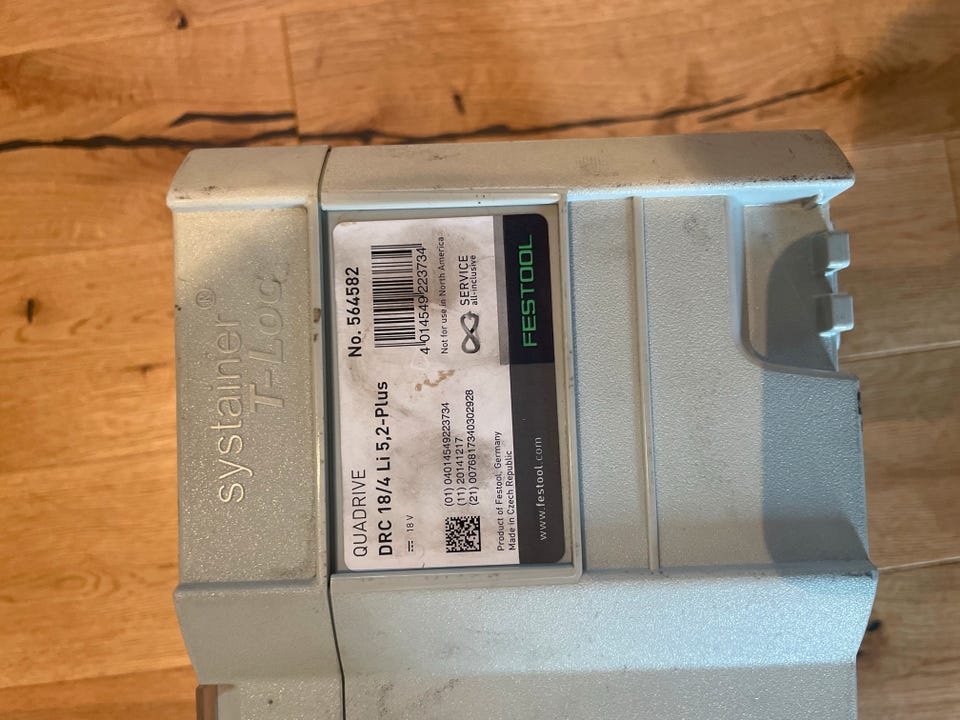 systainer®
T-Loc
QUADRIVE
DRC 18/4 Li 5,2-Plus
18 V
No. 564582
4 014549 223734
Not for use in North America
(01) 04014549223734
(11) 20141217
(21) 0076817340302928
SERVICE
all-inclusive
Product of Festool, Germany
Made in Czech Republic
www.festool.com
FESTOOL